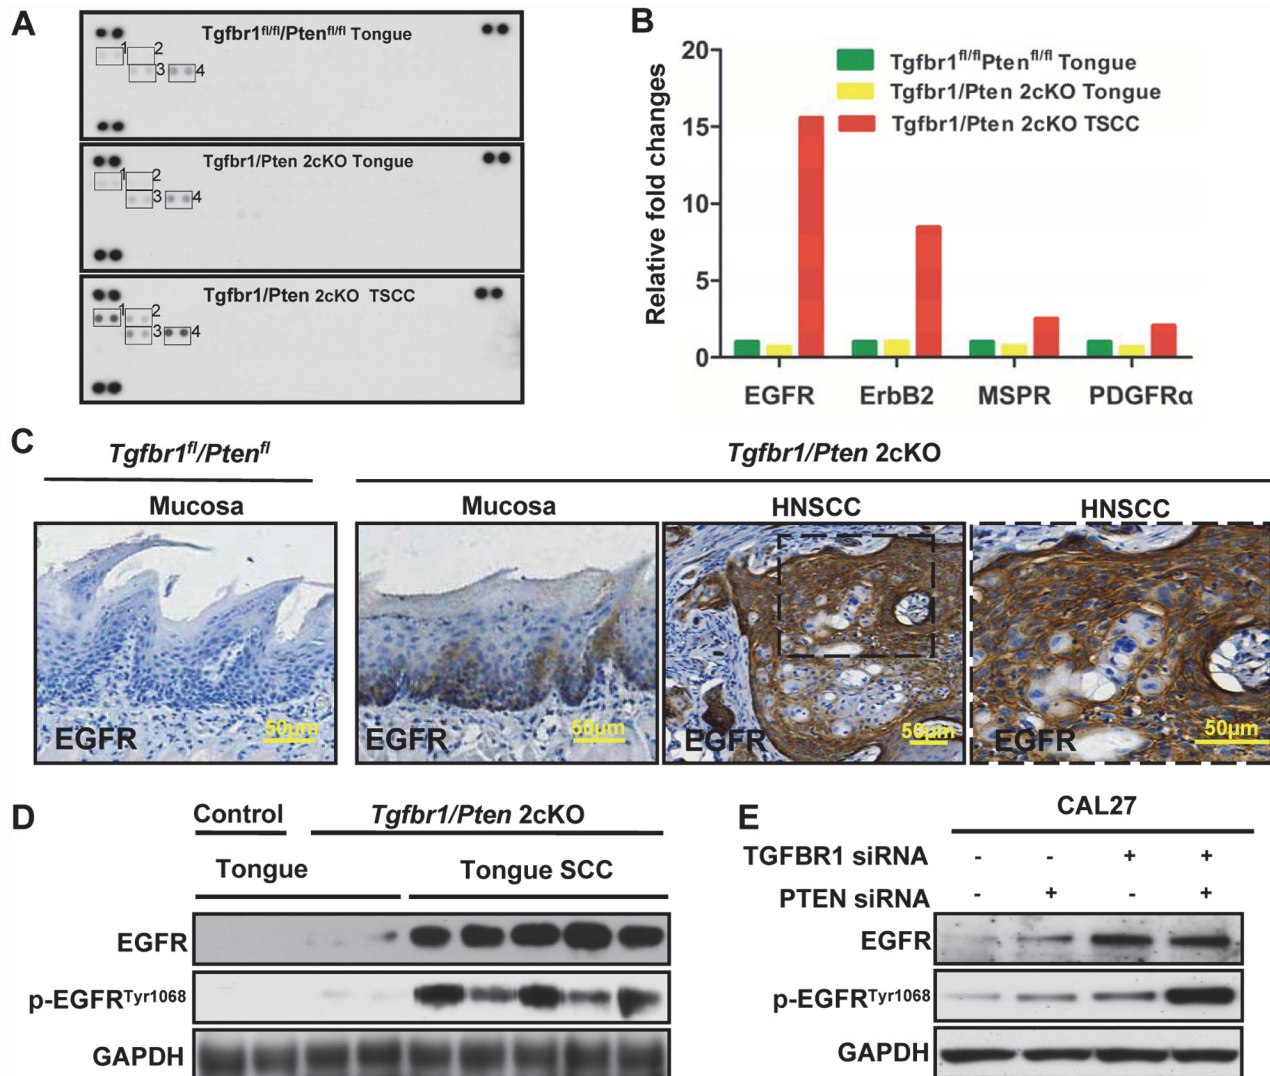 A
Tgfbr1fl/fl/Ptenfl/fl Tongue
1 2
3 4
Tgfbr1/Pten 2cKO Tongue
1 2
3 4
Tgfbr1/Pten 2cKO TSCC
1 2
3 4
B
Relative fold changes
20
15
10
5
0
Tgfbr1fl/flPtenfl/fl Tongue
Tgfbr1/Pten 2cKO Tongue
Tgfbr1/Pten 2cKO TSCC
EGFR ErbB2 MSPR PDGFRα
C
Tgfbr1fl/Ptenfl
Tgfbr1/Pten 2cKO
Mucosa Mucosa HNSCC HNSCC
EGFR 50μm EGFR 50μm EGFR 50μm EGFR 50μm
D
Control Tgfbr1/Pten 2cKO
Tongue Tongue SCC
EGFR
p-EGFRTyr1068
GAPDH
E
CAL27
TGFBR1 siRNA - - + +
PTEN siRNA - + - +
EGFR
p-EGFRTyr1068
GAPDH